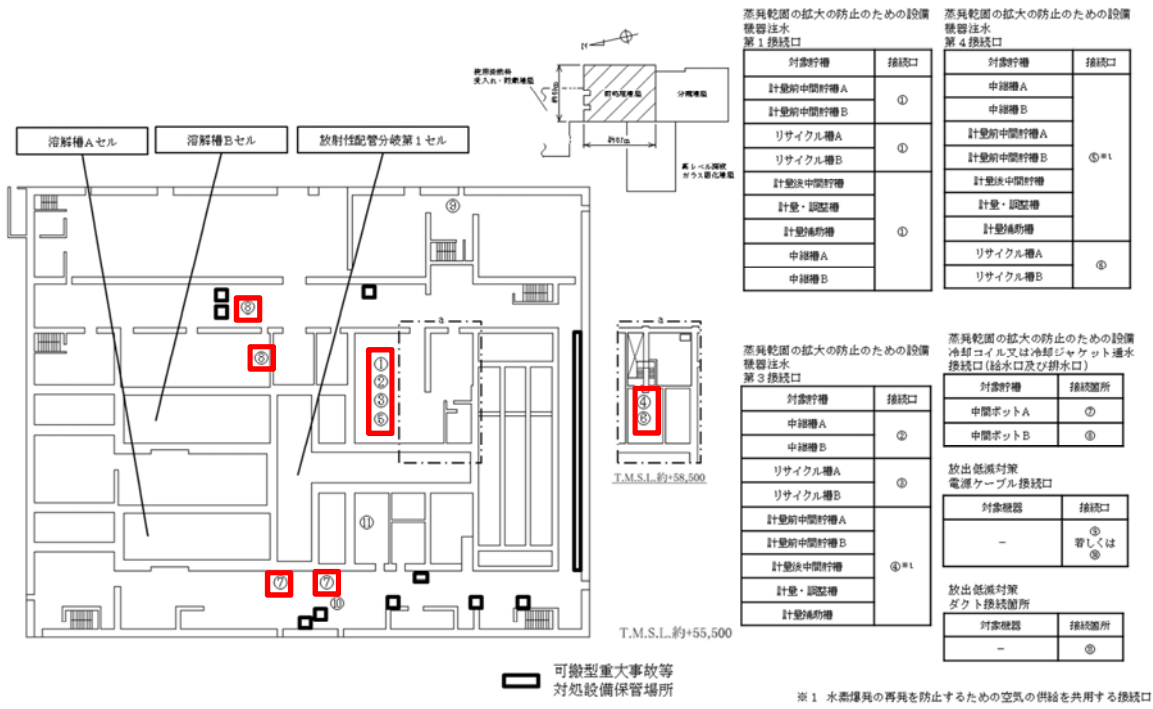 使用済燃料
受入れ・貯蔵建屋
前処理建屋
分離建屋
高レベル廃液
ガラス固化建屋
溶解槽Aセル
溶解槽Bセル
放射性配管分岐第1セル
⑨
⑧
⑧
a
a
①
②
③
④
⑪
⑦
⑦
⑩
T.M.S.L.約+58,500
T.M.S.L.約+55,500
可搬型重大事故等
対処設備保管場所
蒸発乾固の拡大の防止のための設備
機器注水
第1接続口
対象貯槽 接続口
計量前中間貯槽A
計量前中間貯槽B
①
リサイクル槽A
リサイクル槽B
①
計量後中間貯槽
計量・調整槽
計量補助槽
中継槽A
中継槽B
①
蒸発乾固の拡大の防止のための設備
機器注水
第4接続口
対象貯槽 接続口
中継槽A
中継槽B
計量前中間貯槽A
計量前中間貯槽B
計量後中間貯槽
計量・調整槽
計量補助槽
⑤※1
リサイクル槽A
リサイクル槽B
⑥
蒸発乾固の拡大の防止のための設備
機器注水
第3接続口
対象貯槽 接続口
中継槽A
中継槽B
②
リサイクル槽A
リサイクル槽B
③
計量前中間貯槽A
計量前中間貯槽B
計量後中間貯槽
計量・調整槽
計量補助槽
④※1
蒸発乾固の拡大の防止のための設備
冷却コイル又は冷却ジャケット通水
接続口(給水口及び排水口)
対象貯槽 接続箇所
中間ポットA ⑦
中間ポットB ⑧
放出低減対策
電源ケーブル接続口
対象機器 接続口
－
⑨
若しくは
⑩
放出低減対策
ダクト接続箇所
対象機器 接続箇所
－ ⑪
※1 水素爆発の再発を防止するための空気の供給を共用する接続口